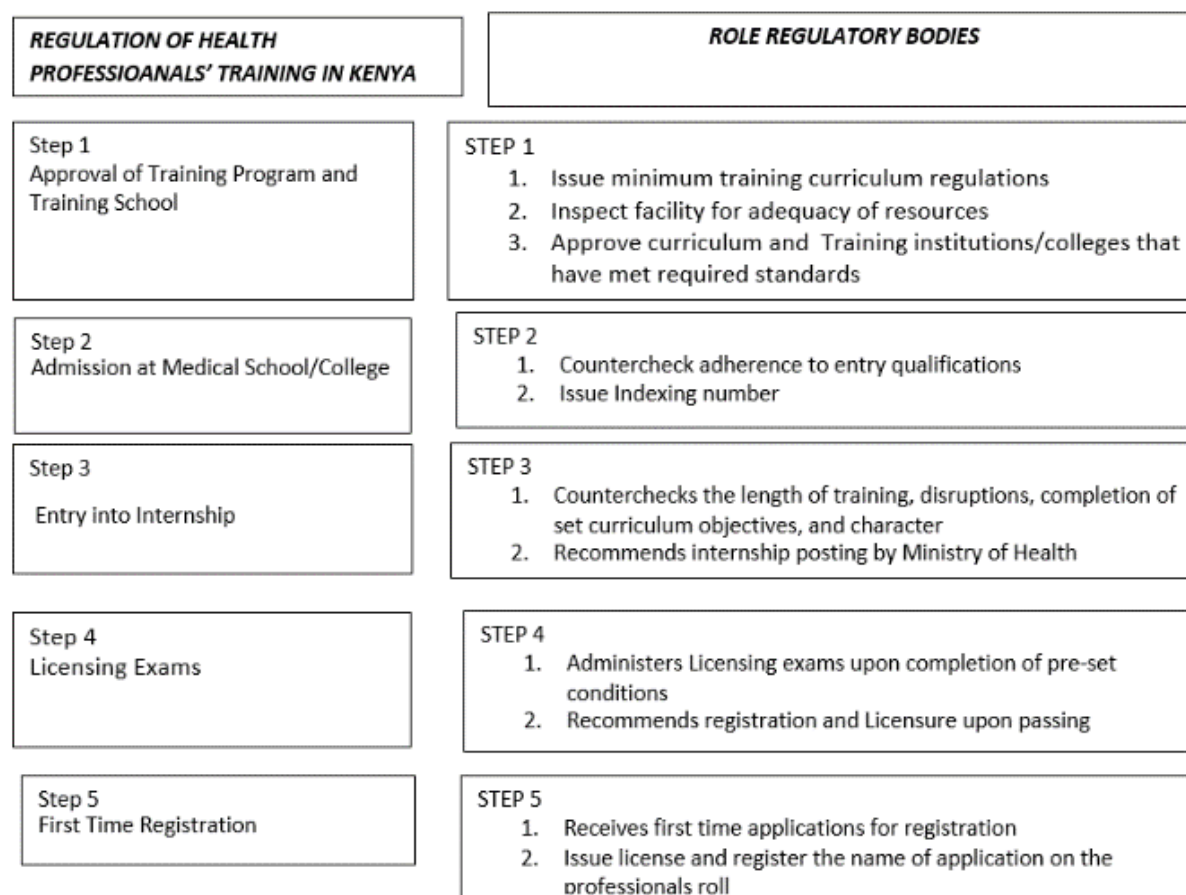 REGULATION OF HEALTH
PROFESSIOANALS' TRAINING IN KENYA
ROLE REGULATORY BODIES
Step 1
Approval of Training Program and
Training School
STEP 1
1. Issue minimum training curriculum regulations
2. Inspect facility for adequacy of resources
3. Approve curriculum and Training institutions/colleges that
have met required standards
Step 2
Admission at Medical School/College
STEP 2
1. Countercheck adherence to entry qualifications
2. Issue Indexing number
Step 3
Entry into Internship
STEP 3
1. Counterchecks the length of training, disruptions, completion of
set curriculum objectives, and character
2. Recommends internship posting by Ministry of Health
Step 4
Licensing Exams
STEP 4
1. Administers Licensing exams upon completion of pre-set
conditions
2. Recommends registration and Licensure upon passing
Step 5
First Time Registration
STEP 5
1. Receives first time applications for registration
2. Issue license and register the name of application on the
professionals roll